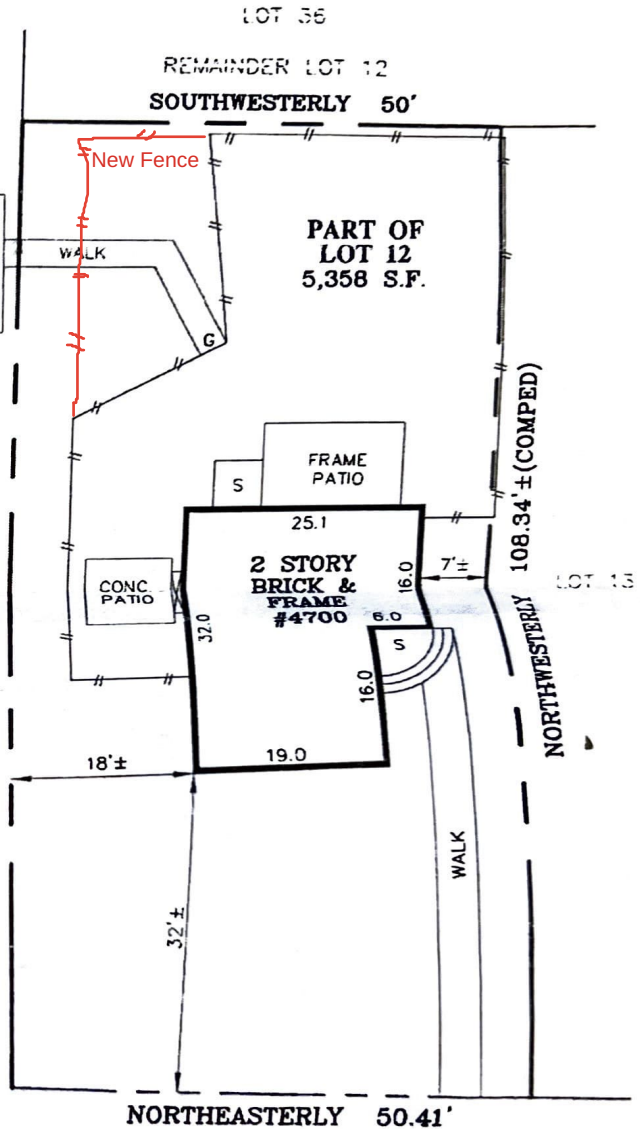 LOT 36
REMAINDER LOT 12
SOUTHWESTERLY 50'
New Fence
PART OF
LOT 12
5,358 S.F.
WALK
G
108.34'±(COMPED)
NORTHWESTERLY
FRAME
PATIO
S
25.1
2 STORY
BRICK &
FRAME
#4700
16.0
7'±
LOT 13
CONC.
PATIO
32.0
6.0
S
16.0
19.0
18'±
WALK
32'±
NORTHEASTERLY 50.41'